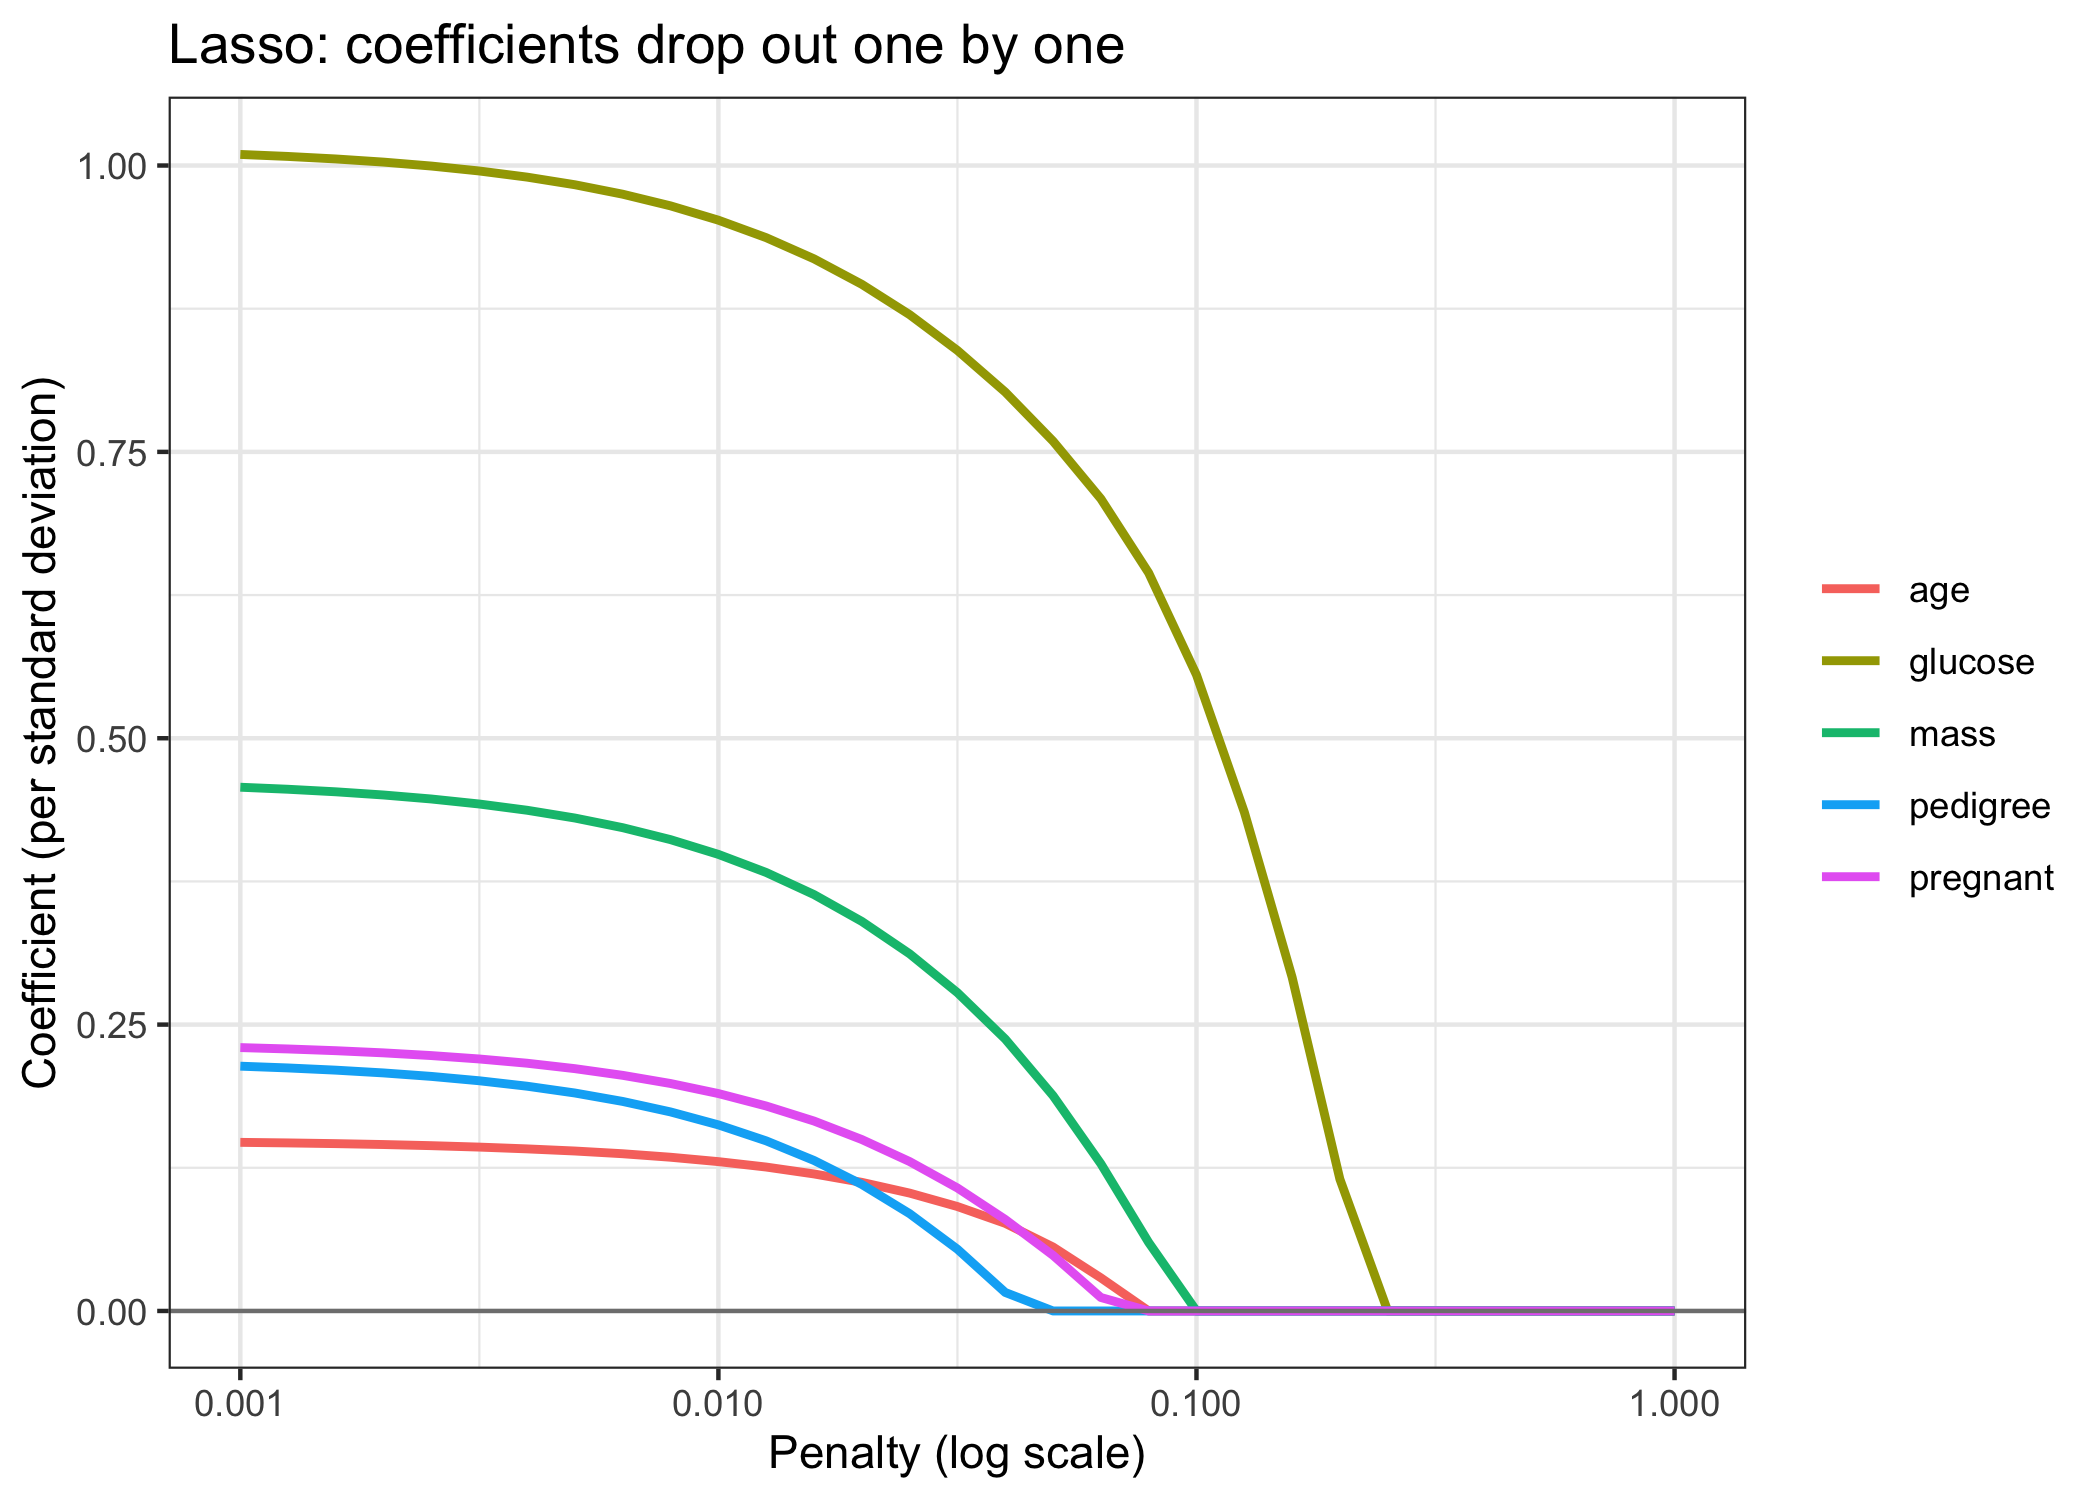 Lasso: coefficients drop out one by one
Coefficient (per standard deviation)
1.00
0.75
0.50
0.25
0.00
0.001
0.010
0.100
1.000
Penalty (log scale)
age
glucose
mass
pedigree
pregnant